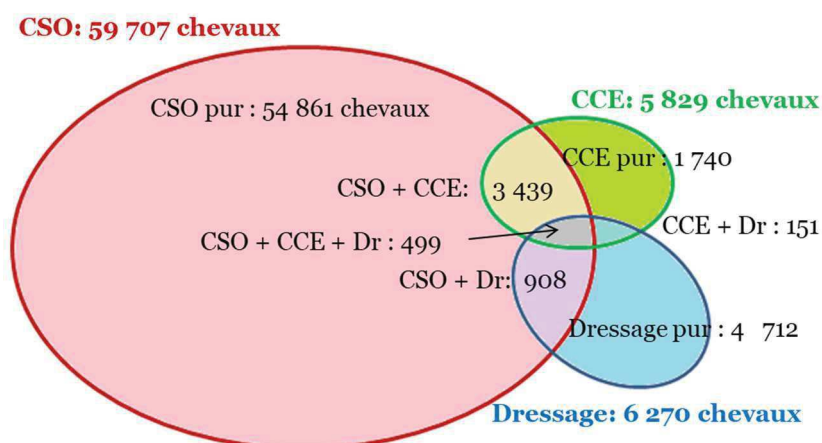 CSO: 59 707 chevaux
CSO pur : 54 861 chevaux
CCE: 5 829 chevaux
CCE pur : 1 740
CSO + CCE: 3 439
CCE + Dr : 151
CSO + CCE + Dr : 499
CSO + Dr: 908
Dressage pur : 4 712
Dressage: 6 270 chevaux